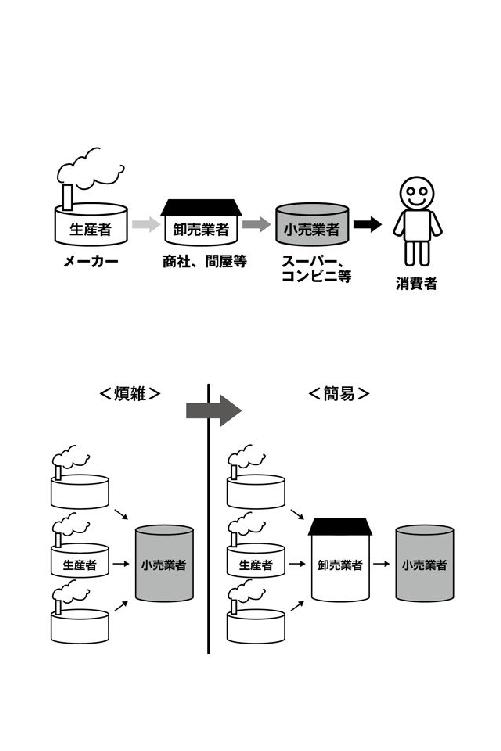 生産者
卸売業者
小売業者
メーカー
商社、問屋等
スーパー、
コンビニ等
消費者
＜煩雑＞
＜簡易＞
生産者
小売業者
生産者
卸売業者
小売業者